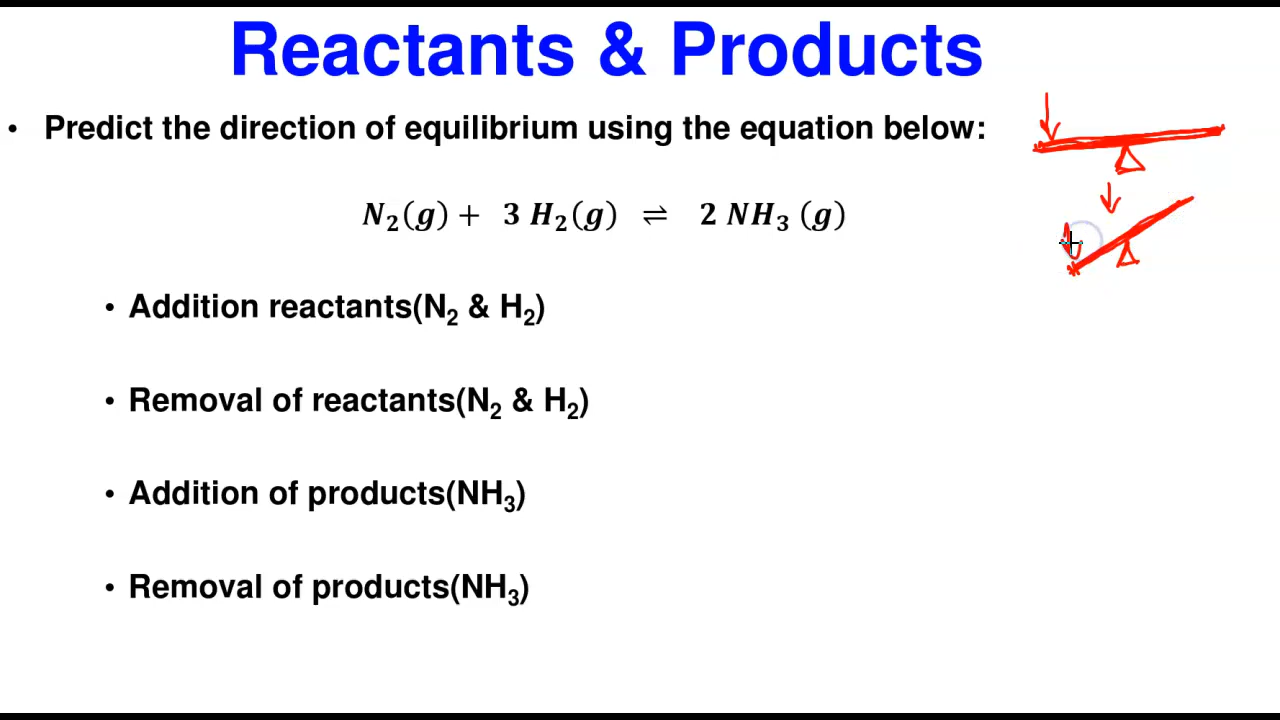 Reactants & Products
• Predict the direction of equilibrium using the equation below:
N₂(g) + 3 H₂(g) ⇌ 2 NH₃ (g)
• Addition reactants(N₂ & H₂)
• Removal of reactants(N₂ & H₂)
• Addition of products(NH₃)
• Removal of products(NH₃)